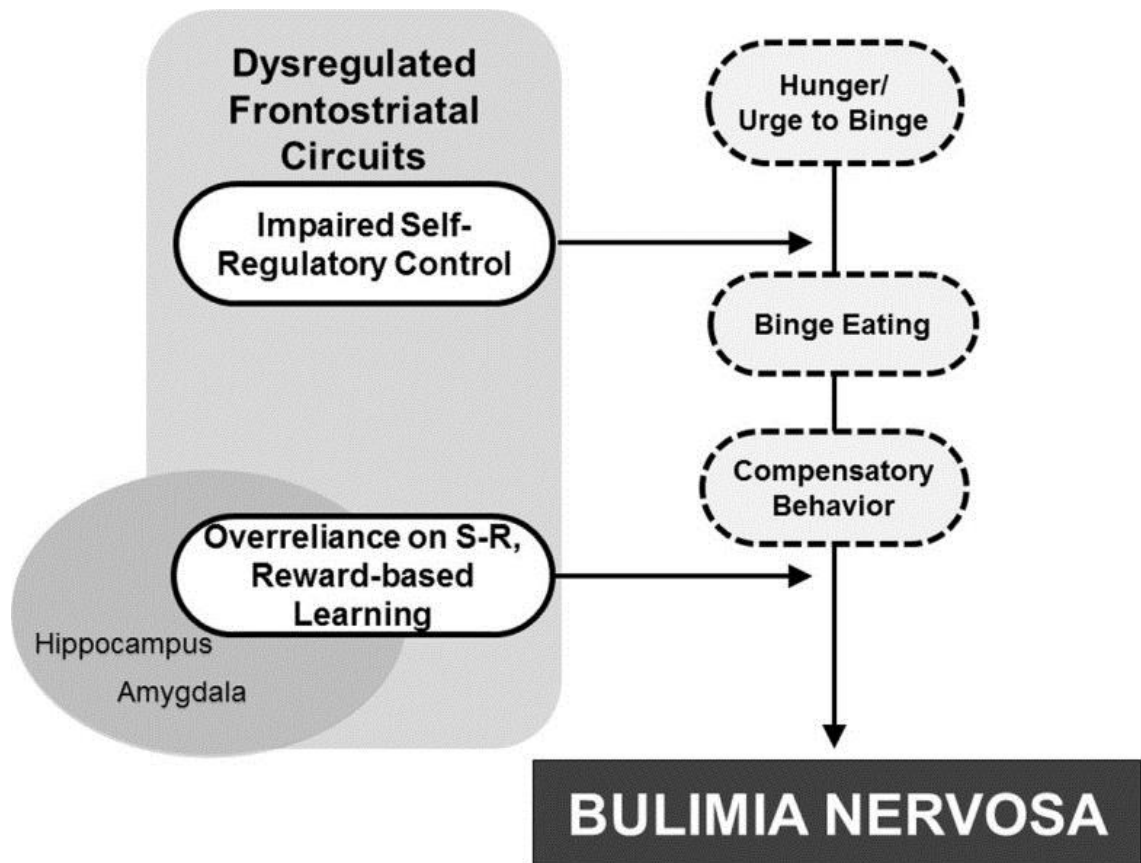 Dysregulated
Frontostriatal
Circuits
Impaired Self-
Regulatory Control
Overreliance on S-R,
Reward-based
Learning
Hippocampus
Amygdala
Hunger/
Urge to Binge
Binge Eating
Compensatory
Behavior
BULIMIA NERVOSA